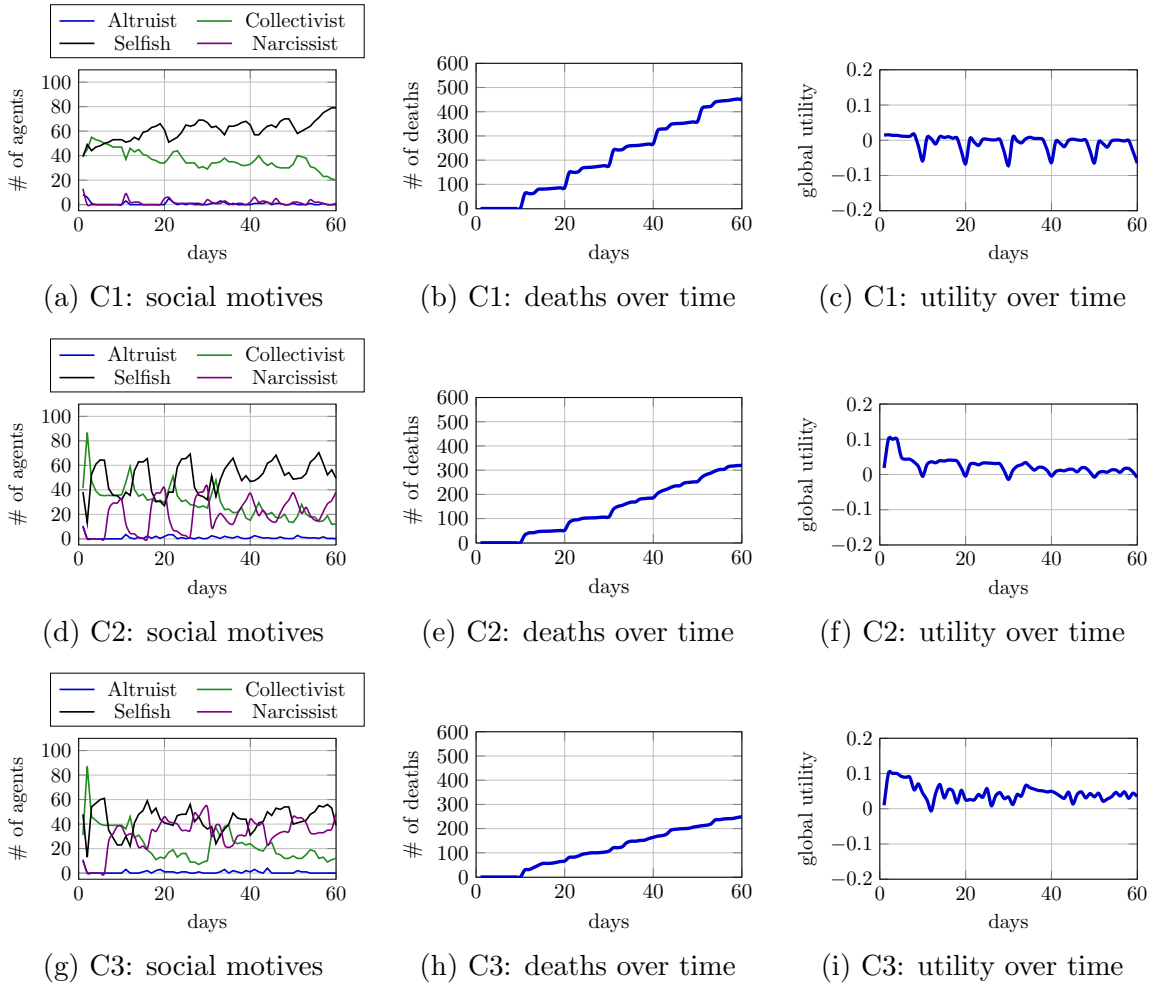 Altruist Collectivist
Selfish Narcissist
100
80
60
40
20
0
0 20 40 60
# of agents
days
(a) C1: social motives
600
500
400
300
200
100
0
0 20 40 60
# of deaths
days
(b) C1: deaths over time
0.2
0.1
0
−0.1
−0.2
0 20 40 60
global utility
days
(c) C1: utility over time
Altruist Collectivist
Selfish Narcissist
100
80
60
40
20
0
0 20 40 60
# of agents
days
(d) C2: social motives
600
500
400
300
200
100
0
0 20 40 60
# of deaths
days
(e) C2: deaths over time
0.2
0.1
0
−0.1
−0.2
0 20 40 60
global utility
days
(f) C2: utility over time
Altruist Collectivist
Selfish Narcissist
100
80
60
40
20
0
0 20 40 60
# of agents
days
(g) C3: social motives
600
500
400
300
200
100
0
0 20 40 60
# of deaths
days
(h) C3: deaths over time
0.2
0.1
0
−0.1
−0.2
0 20 40 60
global utility
days
(i) C3: utility over time